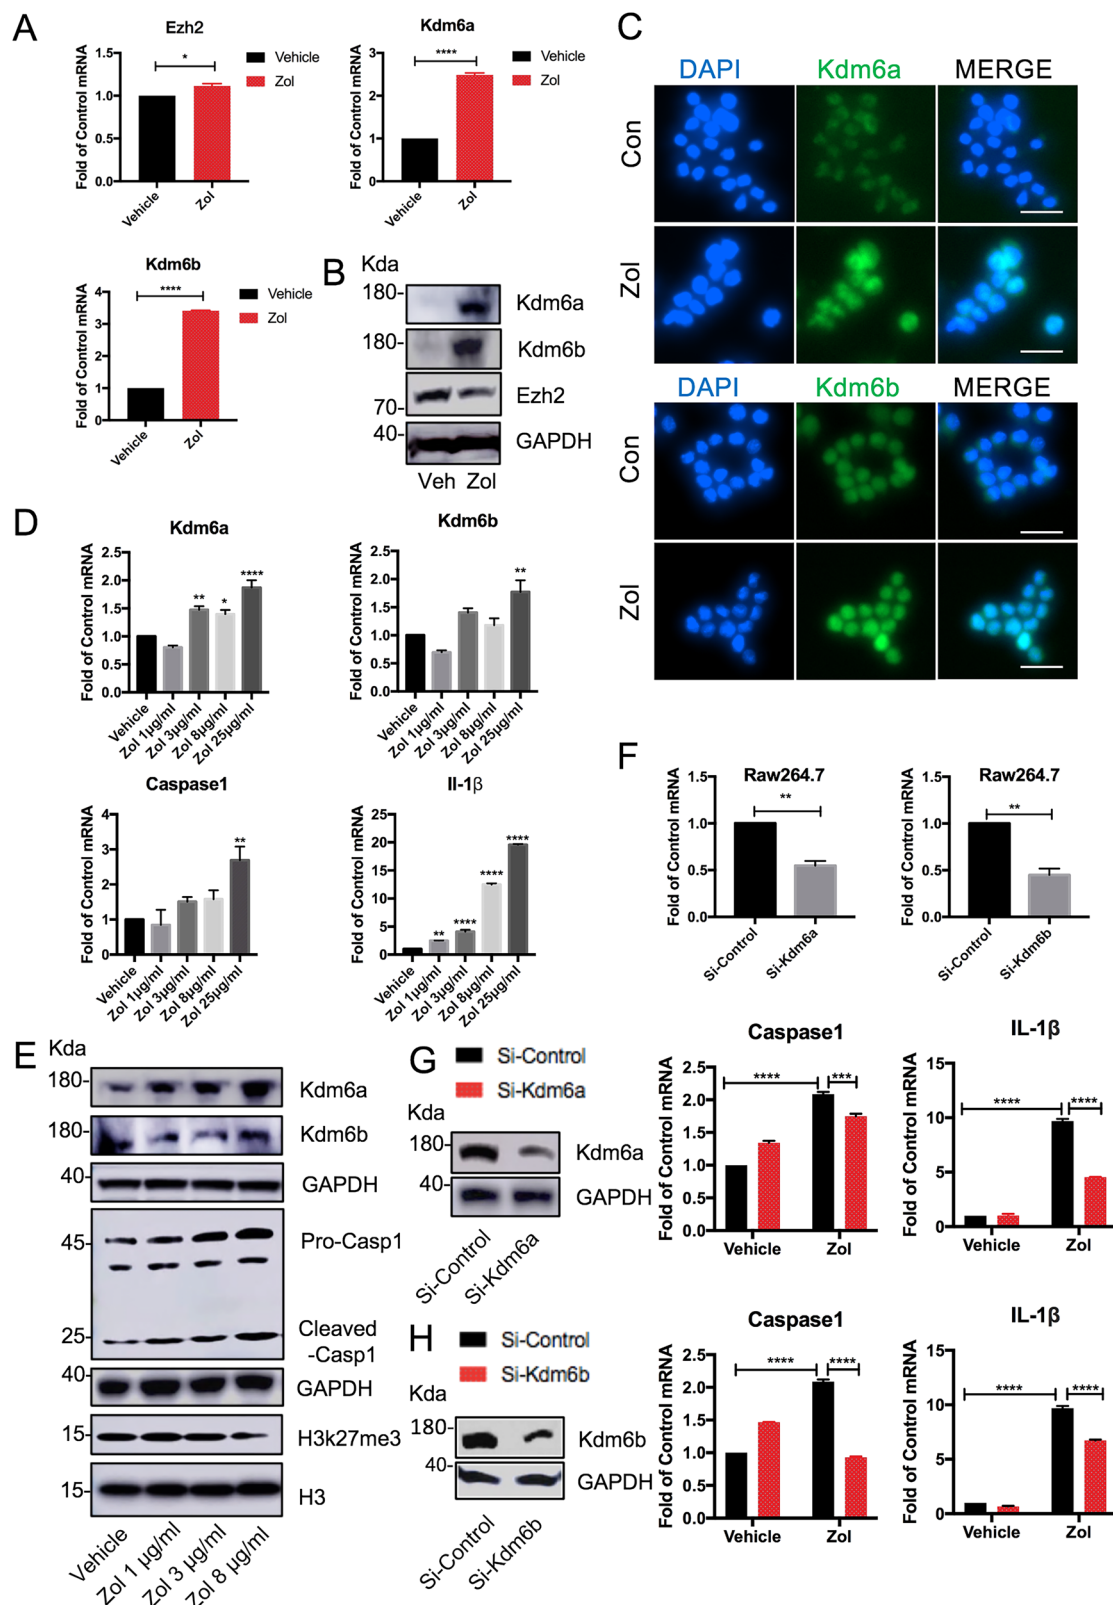 A
Ezh2
Fold of Control mRNA
1.5
1.0
0.5
0.0
*
Vehicle
Zol
Vehicle
Zol
Kdm6a
Fold of Control mRNA
3
2
1
0
****
Vehicle
Zol
Vehicle
Zol
Kdm6b
Fold of Control mRNA
4
3
2
1
0
****
Vehicle
Zol
Vehicle
Zol
B
Kda
180-
Kdm6a
180-
Kdm6b
70-
Ezh2
40-
GAPDH
Veh Zol
C
DAPI Kdm6a MERGE
Con
Zol
DAPI Kdm6b MERGE
Con
Zol
D
Kdm6a
Fold of Control mRNA
2.5
2.0
1.5
1.0
0.5
0.0
** * ****
Vehicle
Zol 1μg/ml
Zol 3μg/ml
Zol 8μg/ml
Zol 25μg/ml
Kdm6b
Fold of Control mRNA
2.5
2.0
1.5
1.0
0.5
0.0
**
Vehicle
Zol 1μg/ml
Zol 3μg/ml
Zol 8μg/ml
Zol 25μg/ml
Caspase1
Fold of Control mRNA
4
3
2
1
0
**
Vehicle
Zol 1μg/ml
Zol 3μg/ml
Zol 8μg/ml
Zol 25μg/ml
Il-1β
Fold of Control mRNA
20
15
10
5
0
** **** **** ****
Vehicle
Zol 1μg/ml
Zol 3μg/ml
Zol 8μg/ml
Zol 25μg/ml
E
Kda
180-
Kdm6a
180-
Kdm6b
40-
GAPDH
45-
Pro-Casp1
25-
Cleaved
-Casp1
40-
GAPDH
15-
H3k27me3
15-
H3
Vehicle
Zol 1 μg/ml
Zol 3 μg/ml
Zol 8 μg/ml
F
Raw264.7
Fold of Control mRNA
1.5
1.0
0.5
0.0
**
Si-Control
Si-Kdm6a
Raw264.7
Fold of Control mRNA
1.5
1.0
0.5
0.0
**
Si-Control
Si-Kdm6b
G
Si-Control
Si-Kdm6a
Kda
180-
Kdm6a
40-
GAPDH
Si-Control
Si-Kdm6a
Caspase1
Fold of Control mRNA
2.5
2.0
1.5
1.0
0.5
0.0
**** ***
Vehicle Zol
IL-1β
Fold of Control mRNA
15
10
5
0
**** ****
Vehicle Zol
H
Si-Control
Si-Kdm6b
Kda
180-
Kdm6b
40-
GAPDH
Si-Control
Si-Kdm6b
Caspase1
Fold of Control mRNA
2.5
2.0
1.5
1.0
0.5
0.0
**** ****
Vehicle Zol
IL-1β
Fold of Control mRNA
15
10
5
0
**** ****
Vehicle Zol